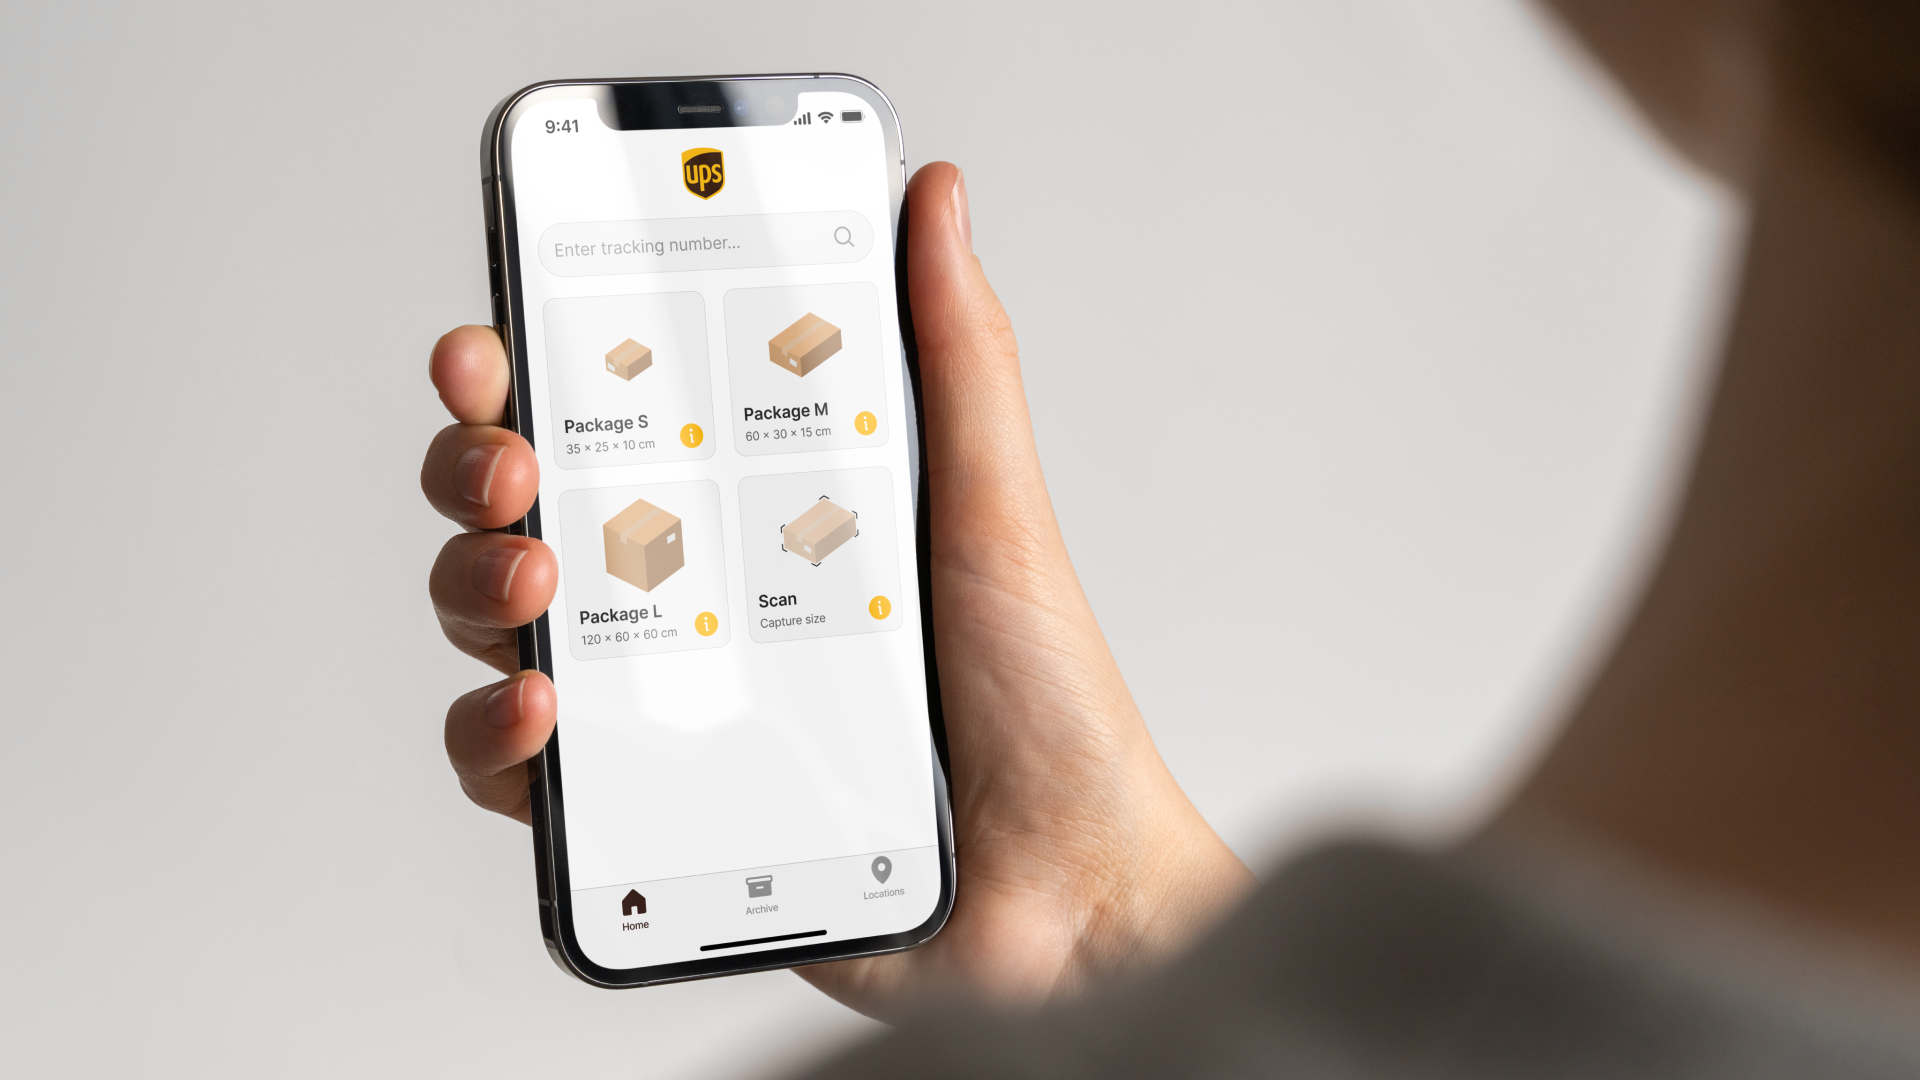 9:41
ups
Enter tracking number...
Package S
35 × 25 × 10 cm
i
Package M
60 × 30 × 15 cm
i
Package L
120 × 60 × 60 cm
i
Scan
Capture size
i
Home
Archive
Locations